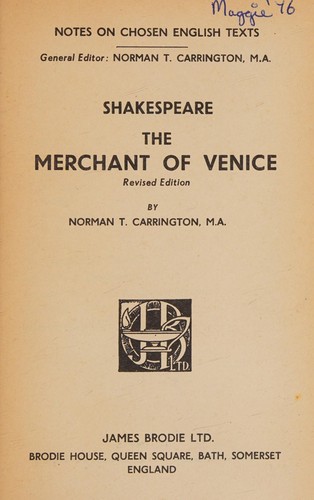 Maggie '76
NOTES ON CHOSEN ENGLISH TEXTS
General Editor: NORMAN T. CARRINGTON, M.A.
SHAKESPEARE
THE
MERCHANT OF VENICE
Revised Edition
BY
NORMAN T. CARRINGTON, M.A.
JB
LTD.
JAMES BRODIE LTD.
BRODIE HOUSE, QUEEN SQUARE, BATH, SOMERSET
ENGLAND